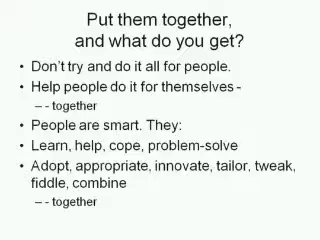 Put them together,
and what do you get?
• Don't try and do it all for people.
• Help people do it for themselves -
– - together
• People are smart. They:
• Learn, help, cope, problem-solve
• Adopt, appropriate, innovate, tailor, tweak,
fiddle, combine
– - together